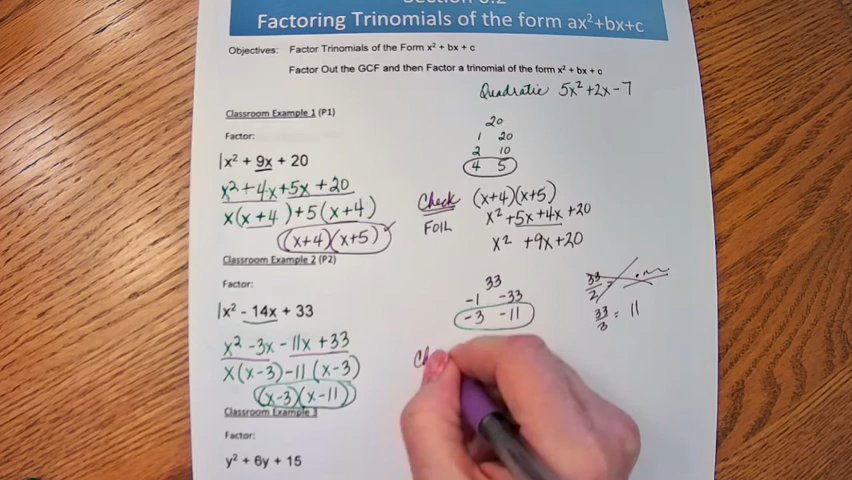 Factoring Trinomials of the form ax²+bx+c
Objectives: Factor Trinomials of the Form x² + bx + c
Factor Out the GCF and then Factor a trinomial of the form x² + bx + c
Quadratic 5x²+2x-7
Classroom Example 1 (P1)
Factor:
1x² + 9x + 20
x²+4x+5x+20
x(x+4)+5(x+4)
(x+4)(x+5)
20
1 20
2 10
4 5
Check (x+4)(x+5)
FOIL x²+5x+4x+20
x² +9x+20
Classroom Example 2 (P2)
Factor:
1x² - 14x + 33
x²-3x-11x+33
x(x-3)-11(x-3)
(x-3)(x-11)
33
-1 -33
-3 -11
33/2 =
33/3 = 11
Classroom Example 3
Factor:
y² + 6y + 15